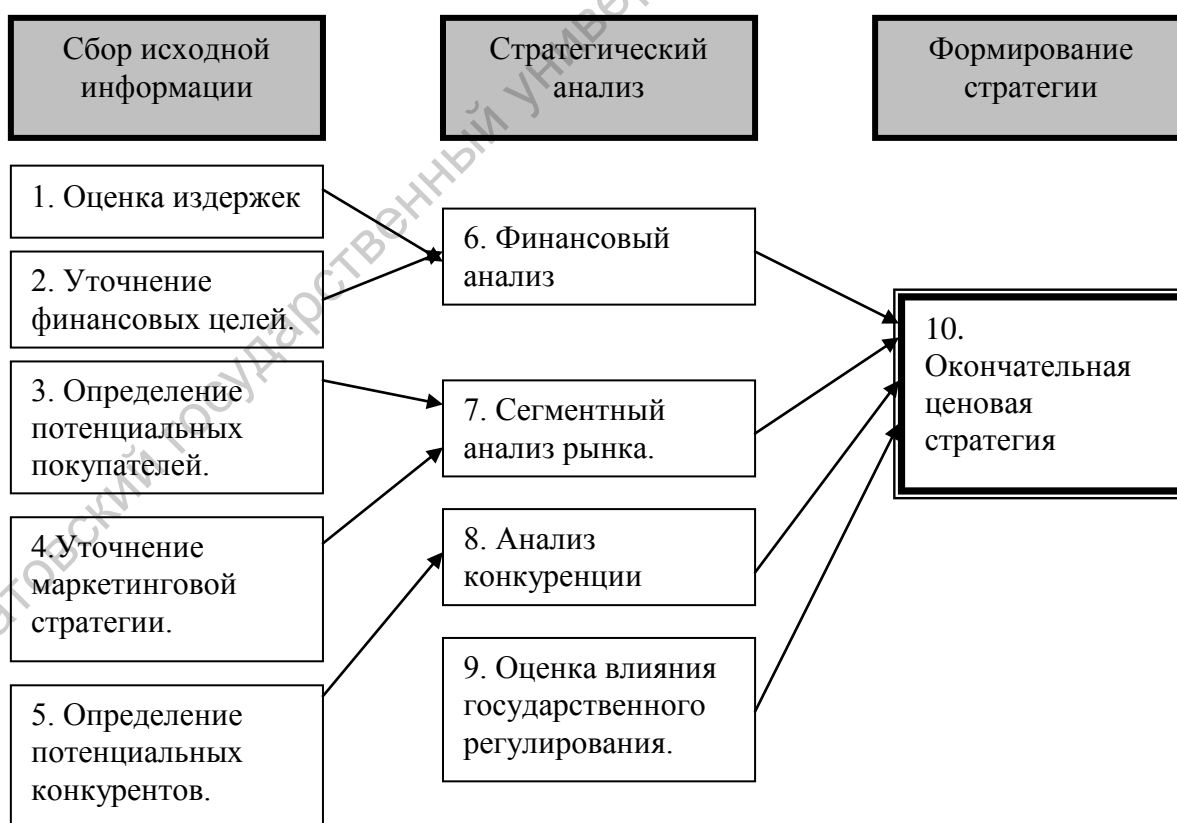 Сбор исходной
информации
Стратегический
анализ
Формирование
стратегии
1. Оценка издержек
2. Уточнение
финансовых целей.
3. Определение
потенциальных
покупателей.
4.Уточнение
маркетинговой
стратегии.
5. Определение
потенциальных
конкурентов.
6. Финансовый
анализ
7. Сегментный
анализ рынка.
8. Анализ
конкуренции
9. Оценка влияния
государственного
регулирования.
10.
Окончательная
ценовая
стратегия
государственный